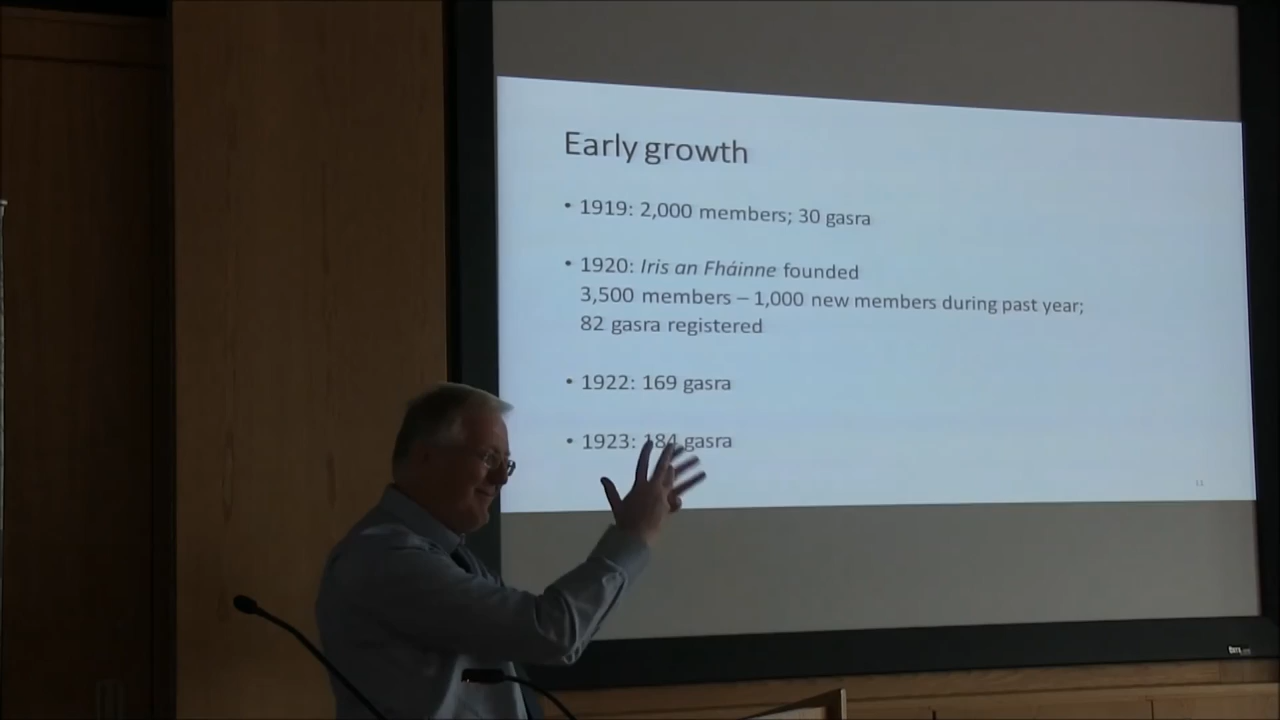 Early growth
• 1919: 2,000 members; 30 gasra
• 1920: Iris an Fháinne founded
3,500 members – 1,000 new members during past year;
82 gasra registered
• 1922: 169 gasra
• 1923: 184 gasra
11